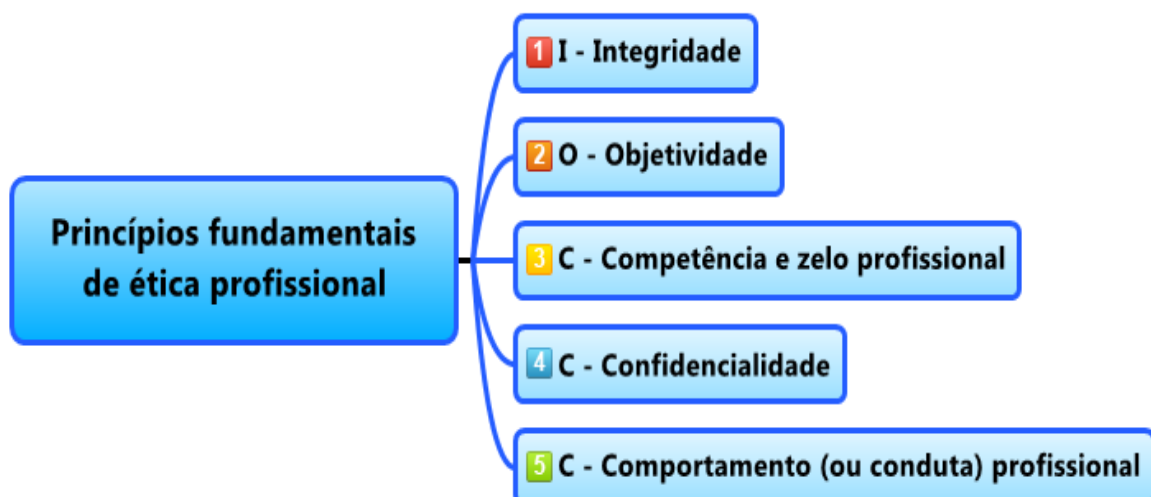 Princípios fundamentais
de ética profissional
1 I - Integridade
2 O - Objetividade
3 C - Competência e zelo profissional
4 C - Confidencialidade
5 C - Comportamento (ou conduta) profissional